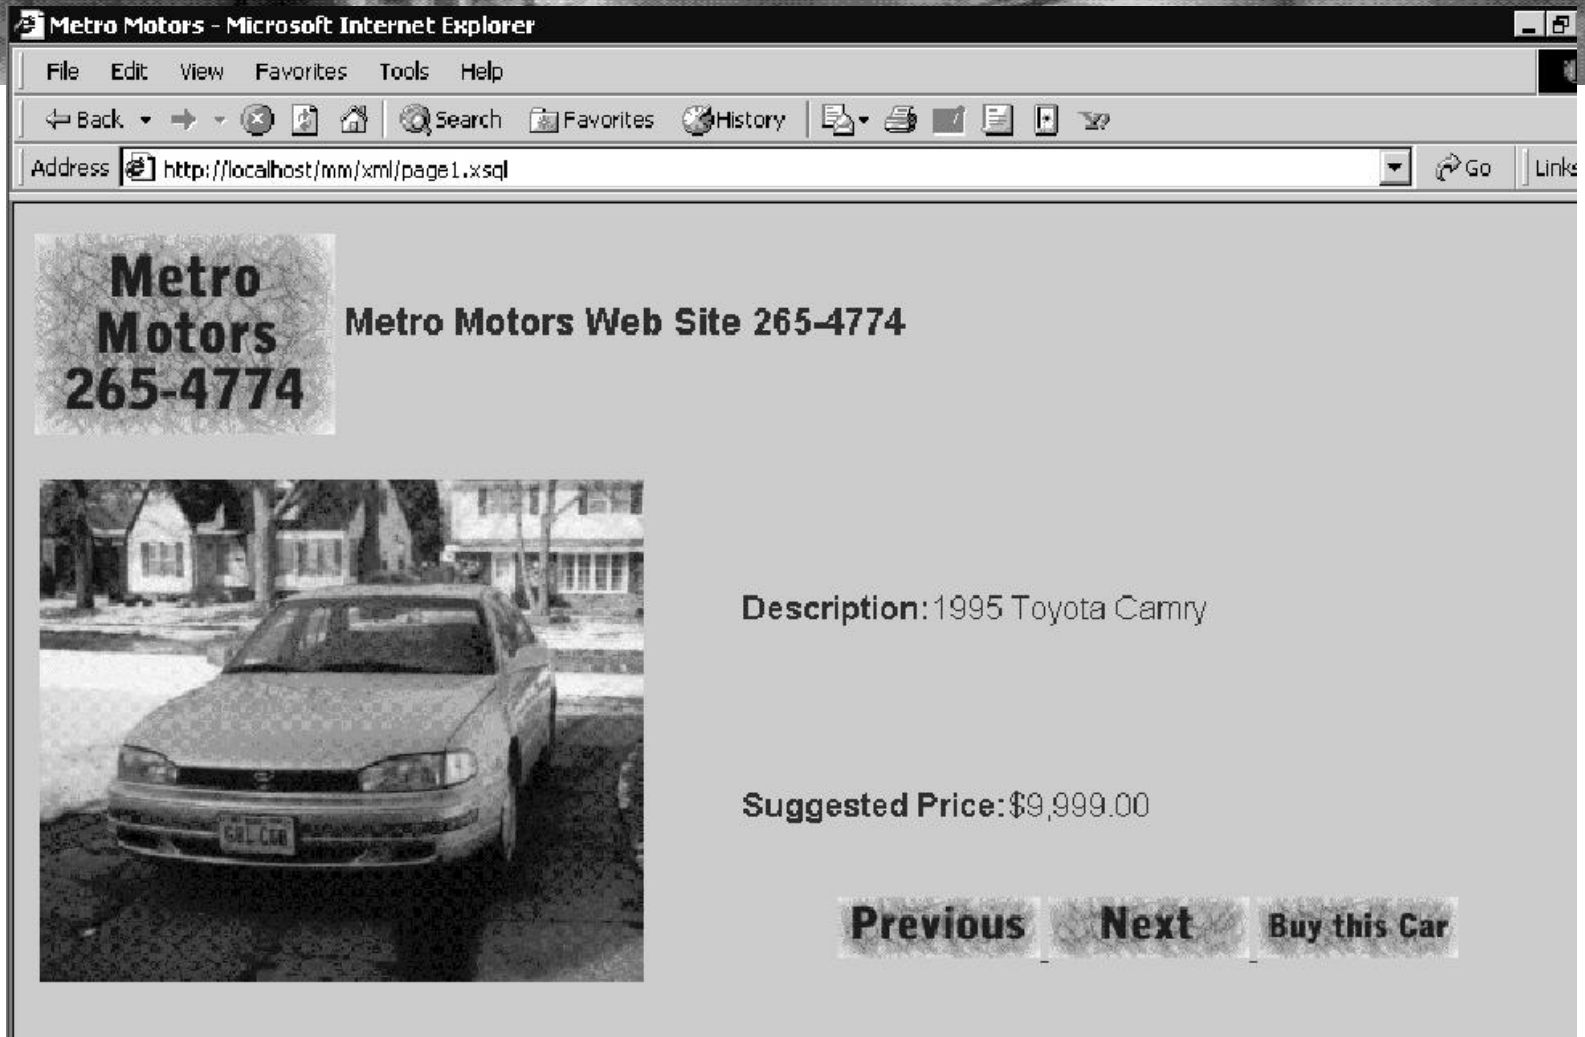 Metro Motors - Microsoft Internet Explorer
File Edit View Favorites Tools Help
Back Search Favorites History
Address http://localhost/mm/xml/page1.xsql Go Links
Metro
Motors
265-4774
Metro Motors Web Site 265-4774
Description:1995 Toyota Camry
Suggested Price:$9,999.00
Previous Next Buy this Car